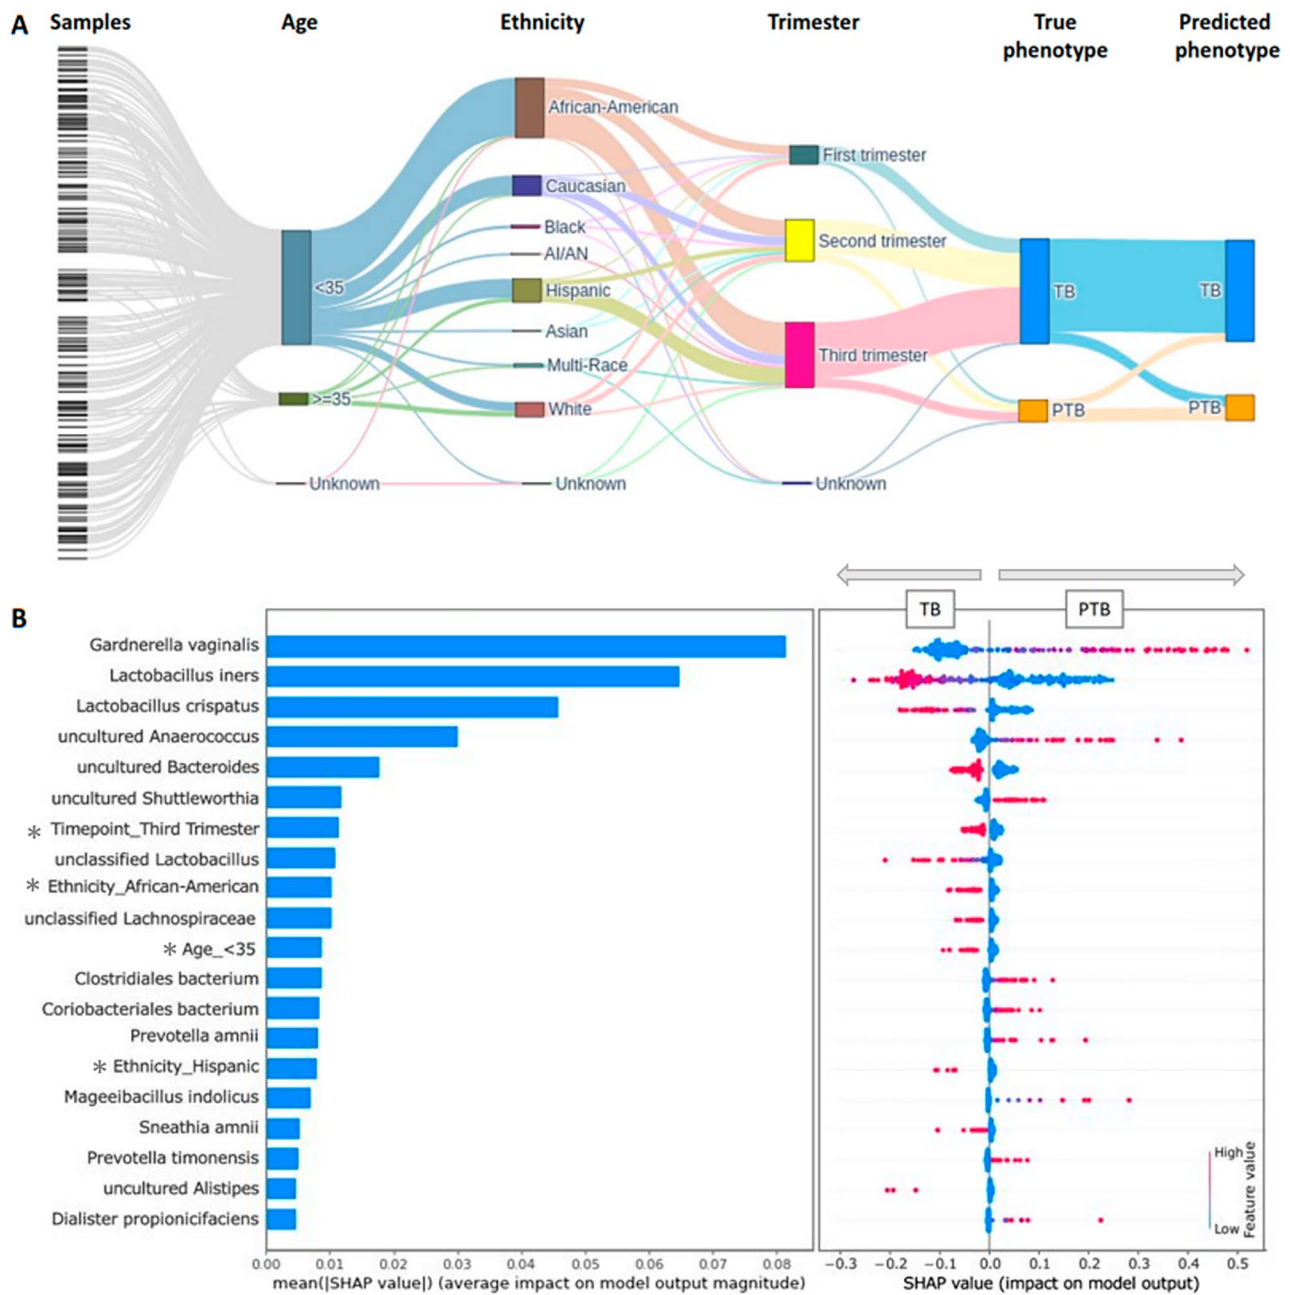 A
Samples
Age
Ethnicity
Trimester
True phenotype
Predicted phenotype
African-American
First trimester
Caucasian
Black
AI/AN
Second trimester
<35
Hispanic
TB
TB
Asian
Third trimester
Multi-Race
>=35
White
PTB
PTB
Unknown
Unknown
Unknown
B
TB
PTB
Gardnerella vaginalis
Lactobacillus iners
Lactobacillus crispatus
uncultured Anaerococcus
uncultured Bacteroides
uncultured Shuttleworthia
* Timepoint_Third Trimester
unclassified Lactobacillus
* Ethnicity_African-American
unclassified Lachnospiraceae
* Age_<35
Clostridiales bacterium
Coriobacteriales bacterium
Prevotella amnii
* Ethnicity_Hispanic
Mageeibacillus indolicus
Sneathia amnii
Prevotella timonensis
uncultured Alistipes
Dialister propionicifaciens
High
Feature value
Low
0.00 0.01 0.02 0.03 0.04 0.05 0.06 0.07 0.08
mean(|SHAP value|) (average impact on model output magnitude)
−0.3 −0.2 −0.1 0.0 0.1 0.2 0.3 0.4 0.5
SHAP value (impact on model output)